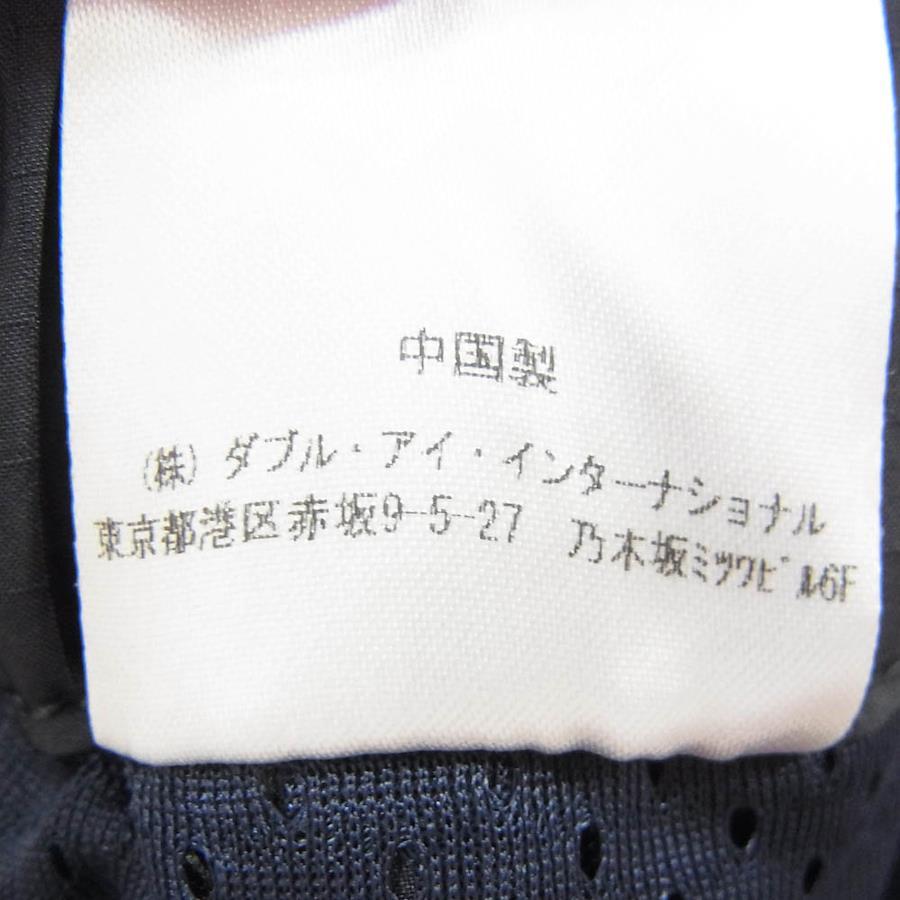 中国製
(株) ダブル・アイ・インターナショナル
東京都港区赤坂9-5-27 乃木坂ﾐﾂﾜﾋﾞﾙ6F